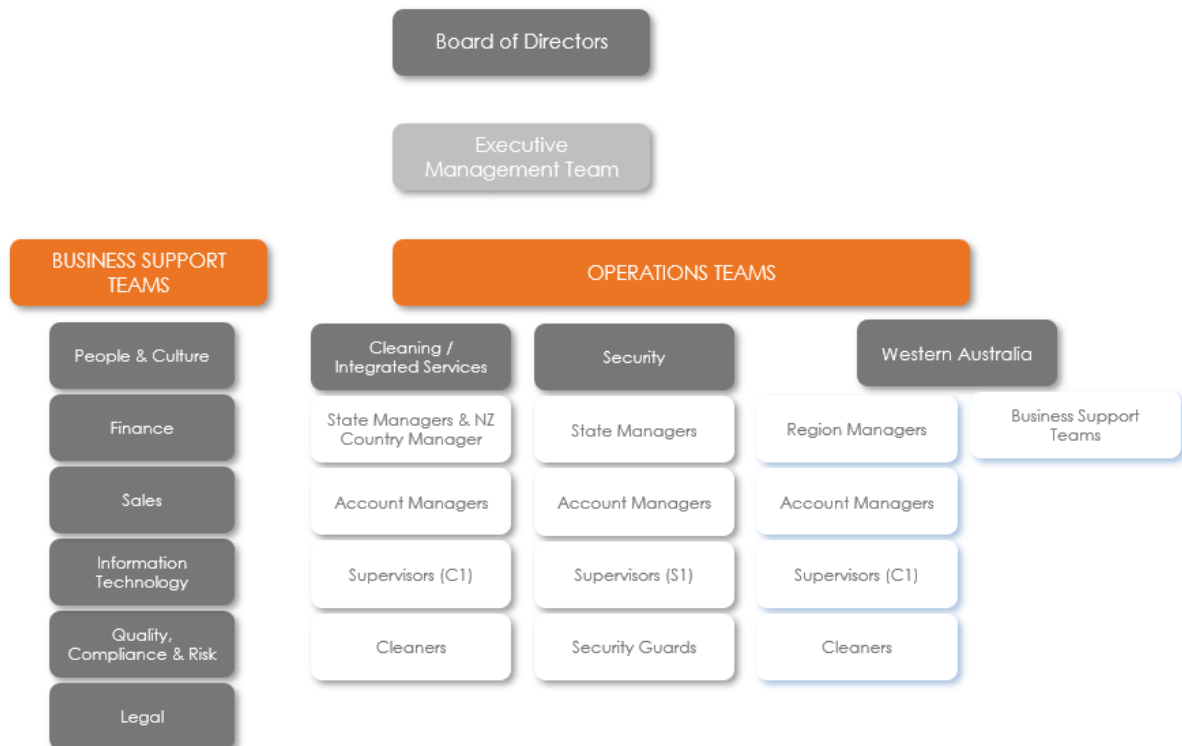 Board of Directors
Executive
Management Team
BUSINESS SUPPORT
TEAMS
OPERATIONS TEAMS
People & Culture
Finance
Sales
Information
Technology
Quality,
Compliance & Risk
Legal
Cleaning /
Integrated Services
State Managers & NZ
Country Manager
Account Managers
Supervisors (C1)
Cleaners
Security
State Managers
Account Managers
Supervisors (S1)
Security Guards
Western Australia
Region Managers
Account Managers
Supervisors (C1)
Cleaners
Business Support
Teams